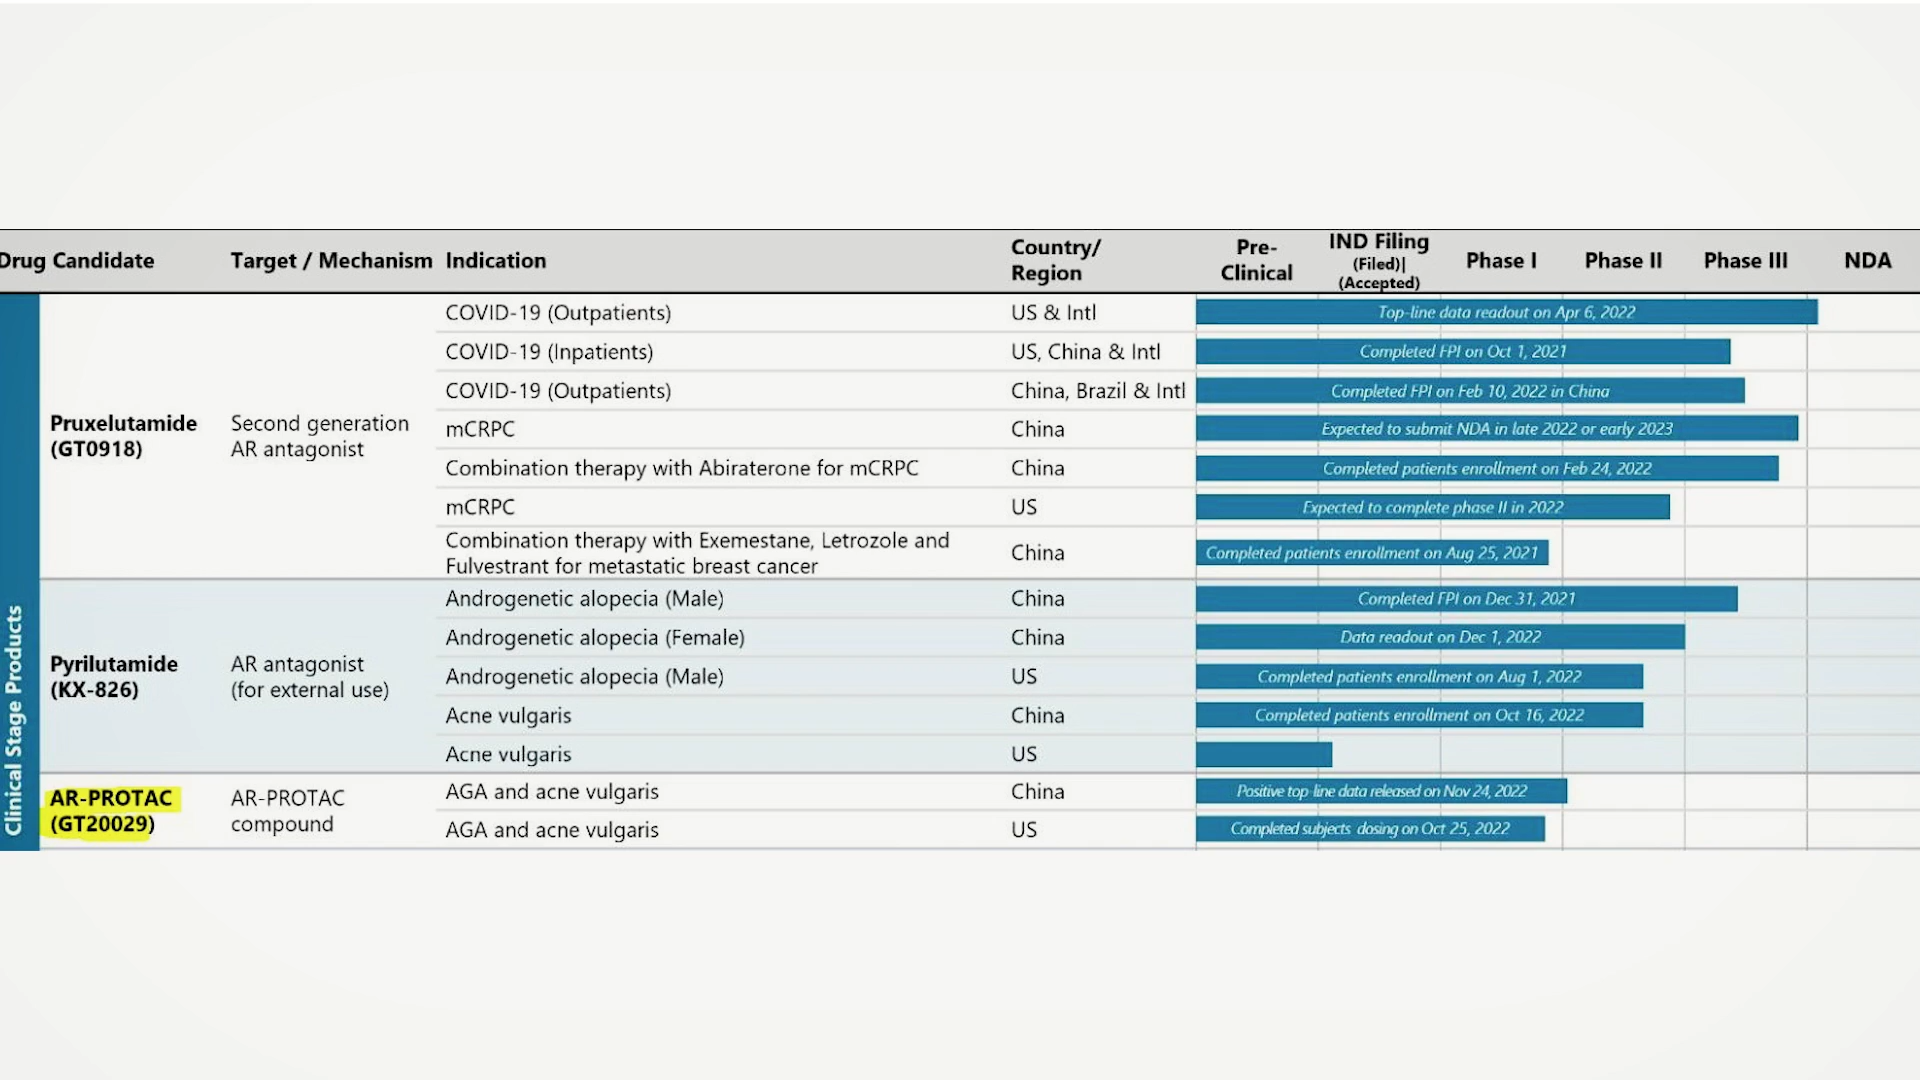 Drug Candidate
Target / Mechanism
Indication
Country/
Region
Pre-
Clinical
IND Filing
(Filed)|
(Accepted)
Phase I
Phase II
Phase III
NDA
Clinical Stage Products
Pruxelutamide
(GT0918)
Second generation
AR antagonist
COVID-19 (Outpatients)
US & Intl
Top-line data readout on Apr 6, 2022
COVID-19 (Inpatients)
US, China & Intl
Completed FPI on Oct 1, 2021
COVID-19 (Outpatients)
China, Brazil & Intl
Completed FPI on Feb 10, 2022 in China
mCRPC
China
Expected to submit NDA in late 2022 or early 2023
Combination therapy with Abiraterone for mCRPC
China
Completed patients enrollment on Feb 24, 2022
mCRPC
US
Expected to complete phase II in 2022
Combination therapy with Exemestane, Letrozole and
Fulvestrant for metastatic breast cancer
China
Completed patients enrollment on Aug 25, 2021
Pyrilutamide
(KX-826)
AR antagonist
(for external use)
Androgenetic alopecia (Male)
China
Completed FPI on Dec 31, 2021
Androgenetic alopecia (Female)
China
Data readout on Dec 1, 2022
Androgenetic alopecia (Male)
US
Completed patients enrollment on Aug 1, 2022
Acne vulgaris
China
Completed patients enrollment on Oct 16, 2022
Acne vulgaris
US
AR-PROTAC
(GT20029)
AR-PROTAC
compound
AGA and acne vulgaris
China
Positive top-line data released on Nov 24, 2022
AGA and acne vulgaris
US
Completed subjects dosing on Oct 25, 2022